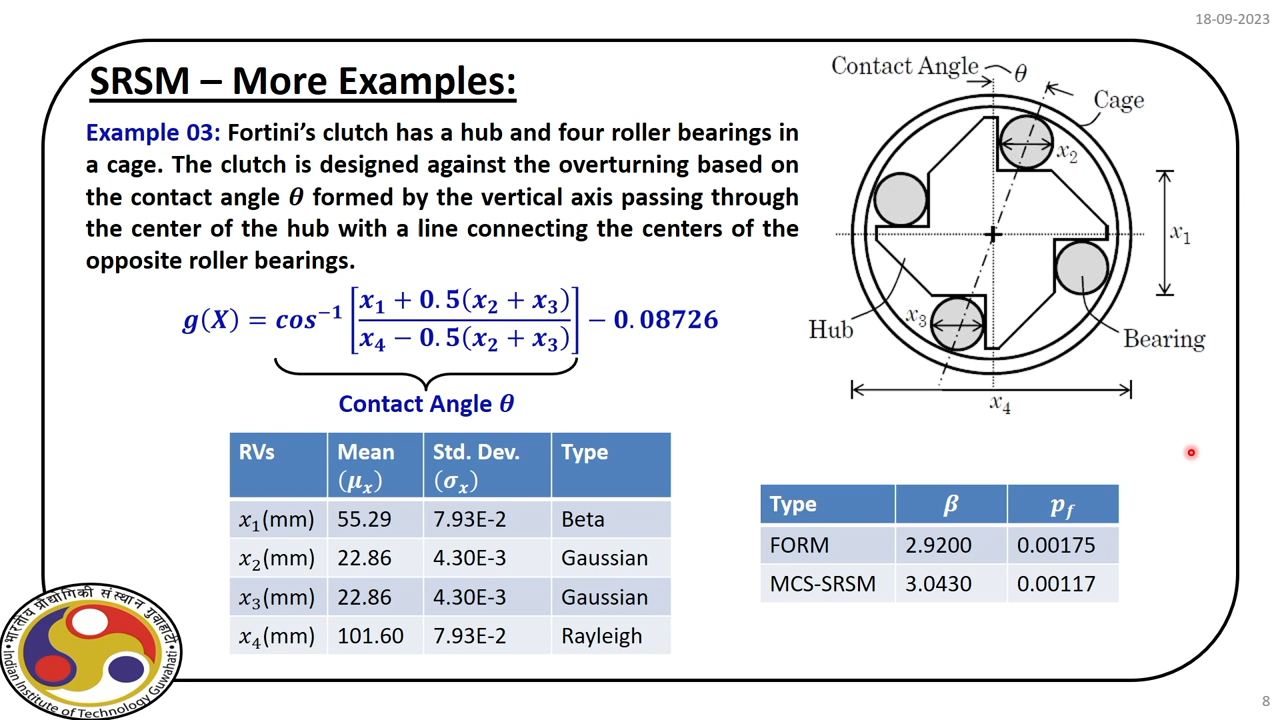 18-09-2023
SRSM – More Examples:
Example 03: Fortini’s clutch has a hub and four roller bearings in
a cage. The clutch is designed against the overturning based on
the contact angle θ formed by the vertical axis passing through
the center of the hub with a line connecting the centers of the
opposite roller bearings.
g(X) = cos⁻¹ [x₁ + 0.5(x₂ + x₃) / x₄ − 0.5(x₂ + x₃)] − 0.08726
Contact Angle θ
Contact Angle θ
Cage
x₂
x₁
x₃
Hub
Bearing
x₄
RVs Mean (μₓ) Std. Dev. (σₓ) Type
x₁(mm) 55.29 7.93E-2 Beta
x₂(mm) 22.86 4.30E-3 Gaussian
x₃(mm) 22.86 4.30E-3 Gaussian
x₄(mm) 101.60 7.93E-2 Rayleigh
Type β p_f
FORM 2.9200 0.00175
MCS-SRSM 3.0430 0.00117
भारतीय प्रौद्योगिकी संस्थान गुवाहाटी
Indian Institute of Technology Guwahati
8